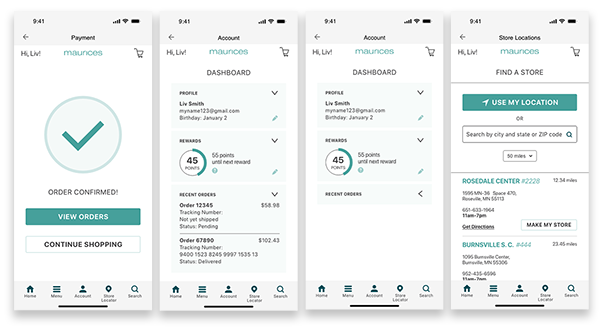 9:41
Payment
Hi, Liv!
maurices
ORDER CONFIRMED!
VIEW ORDERS
CONTINUE SHOPPING
Home
Menu
Account
Store Locator
Search
9:41
Account
Hi, Liv!
maurices
DASHBOARD
PROFILE
Liv Smith
myname123@gmail.com
Birthday: January 2
REWARDS
45
POINTS
55 points
until next reward
RECENT ORDERS
Order 12345 $58.98
Tracking Number:
Not yet shipped
Status: Pending
Order 67890 $102.43
Tracking Number:
9400 1523 8245 9997 1535 13
Status: Delivered
Home
Menu
Account
Store Locator
Search
9:41
Account
Hi, Liv!
maurices
DASHBOARD
PROFILE
Liv Smith
myname123@gmail.com
Birthday: January 2
REWARDS
45
POINTS
55 points
until next reward
RECENT ORDERS
Home
Menu
Account
Store Locator
Search
9:41
Store Locations
Hi, Liv!
maurices
FIND A STORE
USE MY LOCATION
OR
Search by city and state or ZIP code
50 miles
ROSEDALE CENTER #2228 12.34 miles
1595 MN-36 Space 470,
Roseville, MN 55113
651-633-1964
11am-7pm
Get Directions
MAKE MY STORE
BURNSVILLE S. C. #444 23.45 miles
1095 Burnsville Center,
Burnsville, MN 55306
952-435-6596
Home
Menu
Account
Store Locator
Search